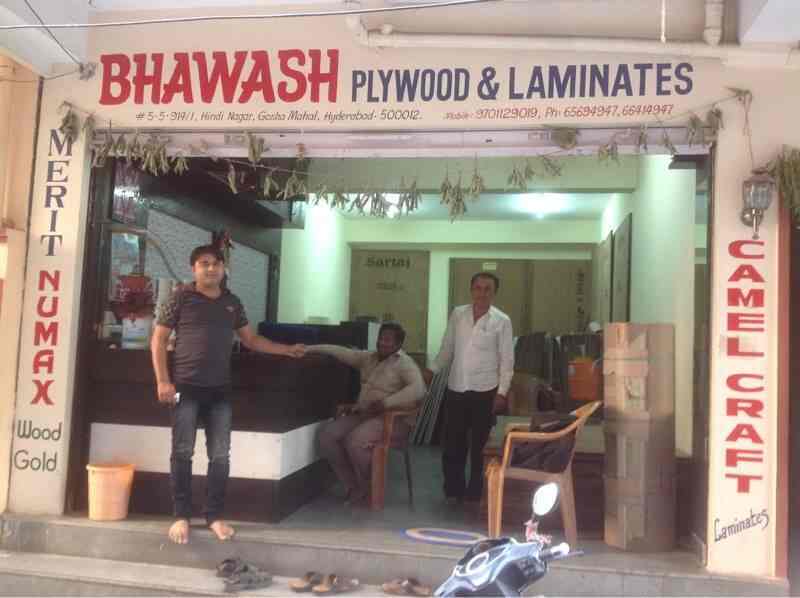 BHAWASH PLYWOOD & LAMINATES
# 5-5-914/1, Hindi Nagar, Gosha Mahal, Hyderabad- 500012. Mobile: 9701129019, Ph: 65694947, 66414947
MERIT
NUMAX
Wood
Gold
Sartaj
CAMEL CRAFT
Laminates